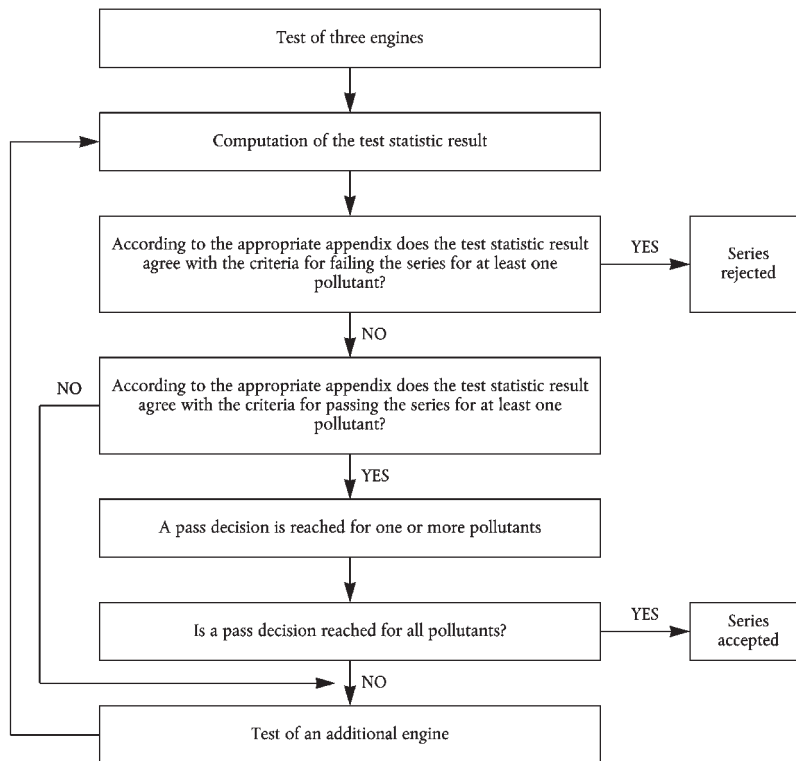 Test of three engines
Computation of the test statistic result
According to the appropriate appendix does the test statistic result
agree with the criteria for failing the series for at least one
pollutant?
YES
Series
rejected
NO
According to the appropriate appendix does the test statistic result
agree with the criteria for passing the series for at least one
pollutant?
NO
YES
A pass decision is reached for one or more pollutants
Is a pass decision reached for all pollutants?
YES
Series
accepted
NO
Test of an additional engine